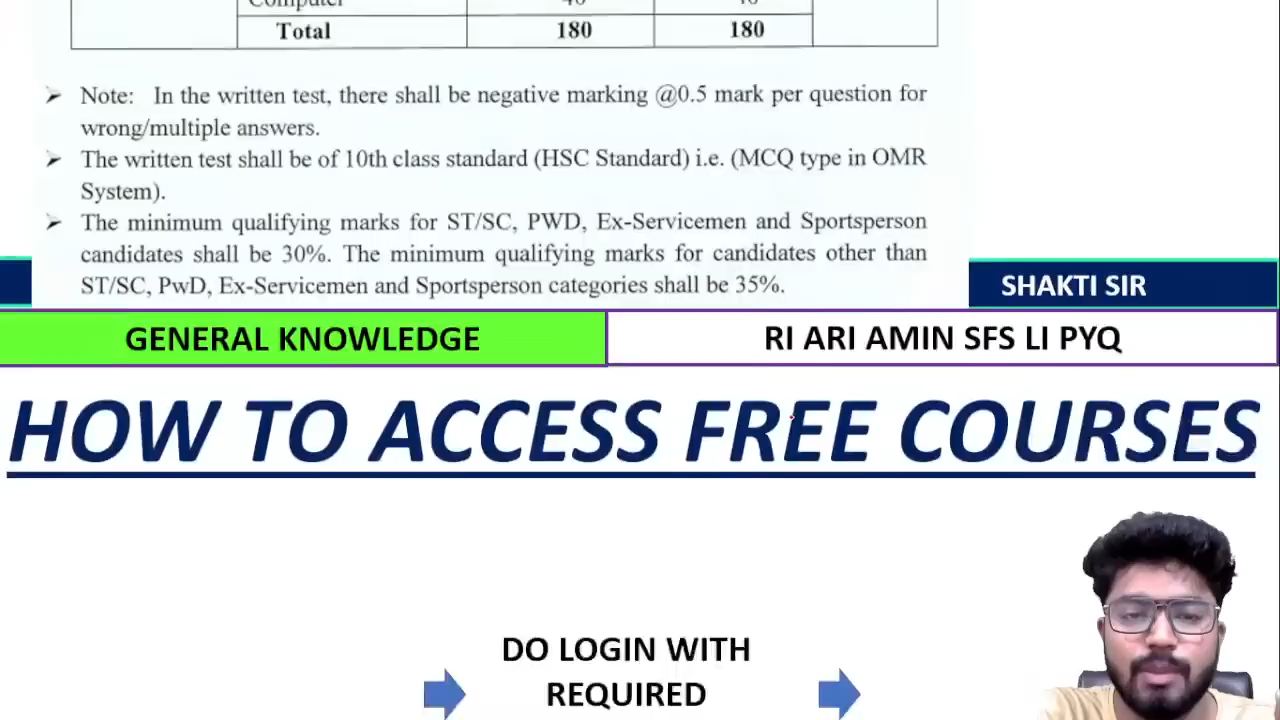 Computer 40 40
Total 180 180
➢ Note: In the written test, there shall be negative marking @0.5 mark per question for
wrong/multiple answers.
➢ The written test shall be of 10th class standard (HSC Standard) i.e. (MCQ type in OMR
System).
➢ The minimum qualifying marks for ST/SC, PWD, Ex-Servicemen and Sportsperson
candidates shall be 30%. The minimum qualifying marks for candidates other than
ST/SC, PwD, Ex-Servicemen and Sportsperson categories shall be 35%.
SHAKTI SIR
GENERAL KNOWLEDGE
RI ARI AMIN SFS LI PYQ
HOW TO ACCESS FREE COURSES
DO LOGIN WITH
REQUIRED